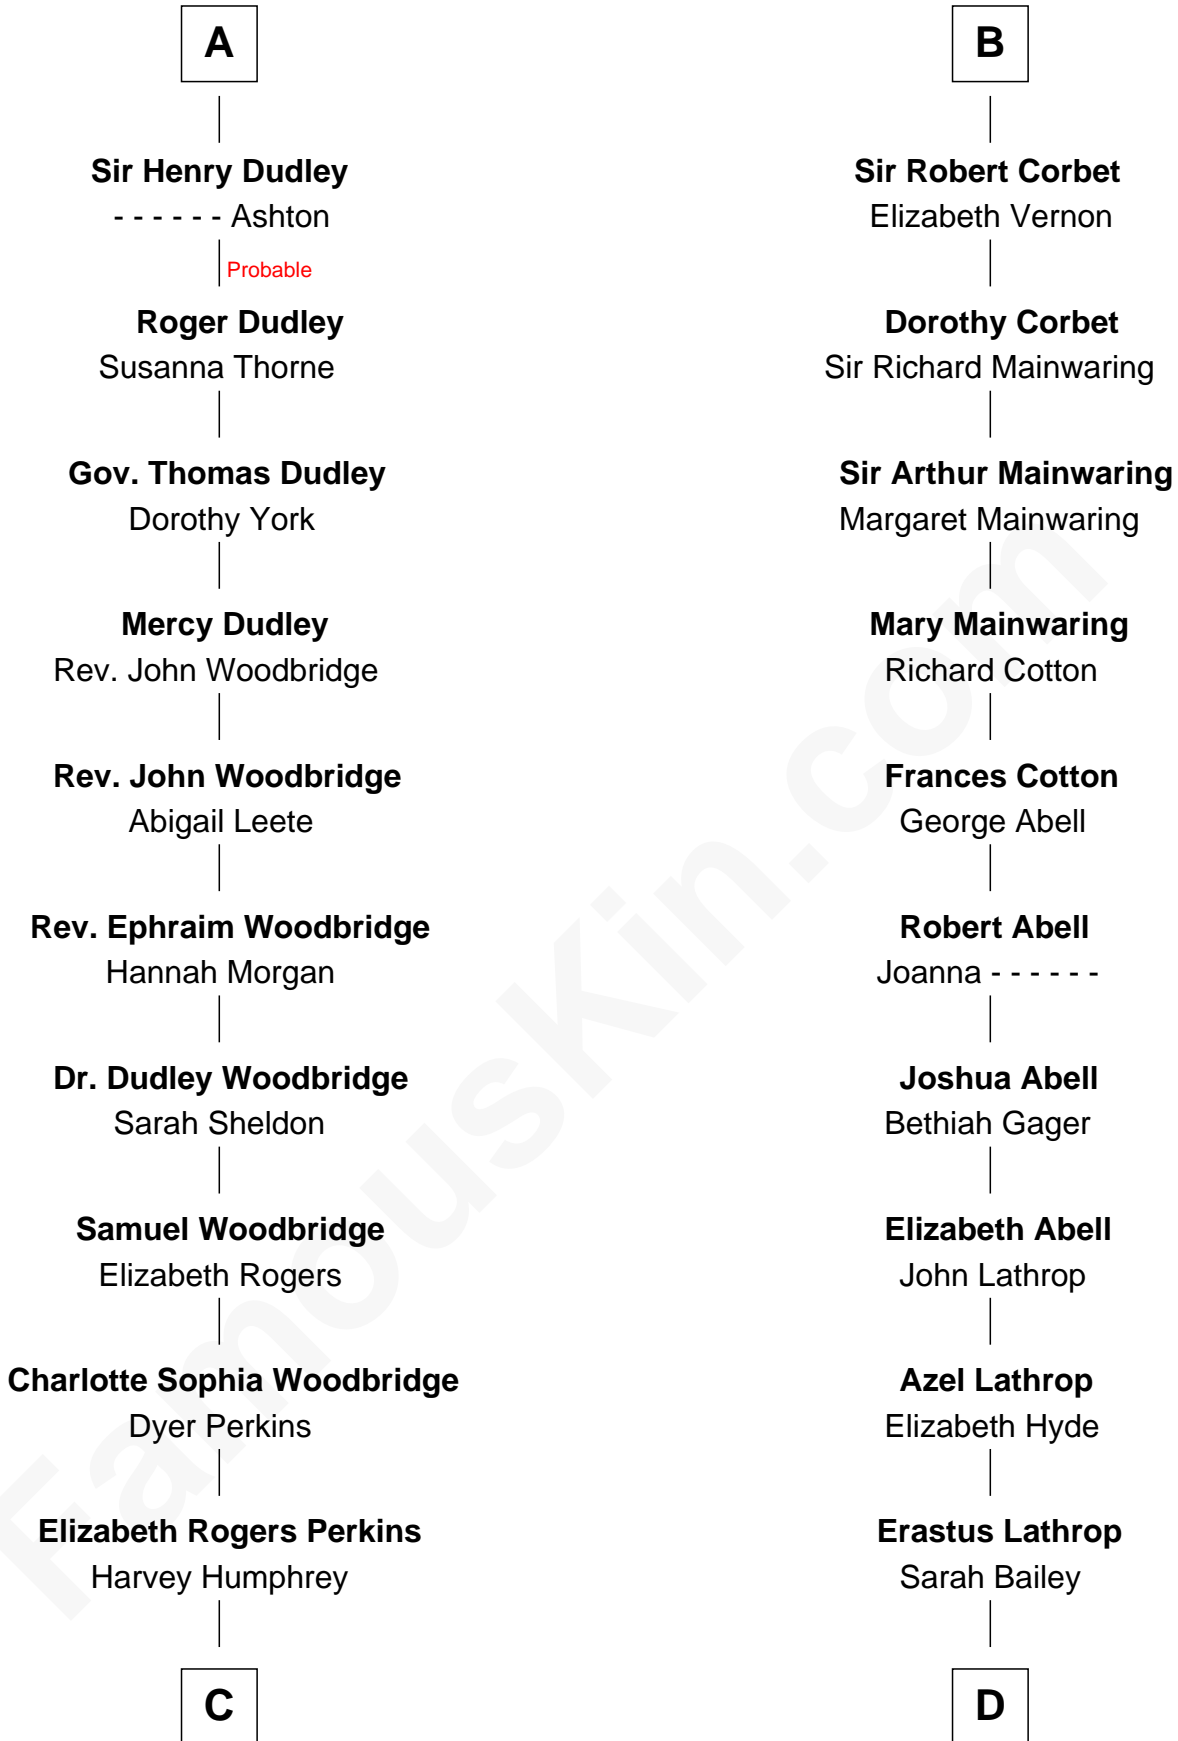 A
Sir Henry Dudley
- - - - - - Ashton
Probable
Roger Dudley
Susanna Thorne
Gov. Thomas Dudley
Dorothy York
Mercy Dudley
Rev. John Woodbridge
Rev. John Woodbridge
Abigail Leete
Rev. Ephraim Woodbridge
Hannah Morgan
Dr. Dudley Woodbridge
Sarah Sheldon
Samuel Woodbridge
Elizabeth Rogers
Charlotte Sophia Woodbridge
Dyer Perkins
Elizabeth Rogers Perkins
Harvey Humphrey
C
B
Sir Robert Corbet
Elizabeth Vernon
Dorothy Corbet
Sir Richard Mainwaring
Sir Arthur Mainwaring
Margaret Mainwaring
Mary Mainwaring
Richard Cotton
Frances Cotton
George Abell
Robert Abell
Joanna - - - - - -
Joshua Abell
Bethiah Gager
Elizabeth Abell
John Lathrop
Azel Lathrop
Elizabeth Hyde
Erastus Lathrop
Sarah Bailey
D
FamousKin.com